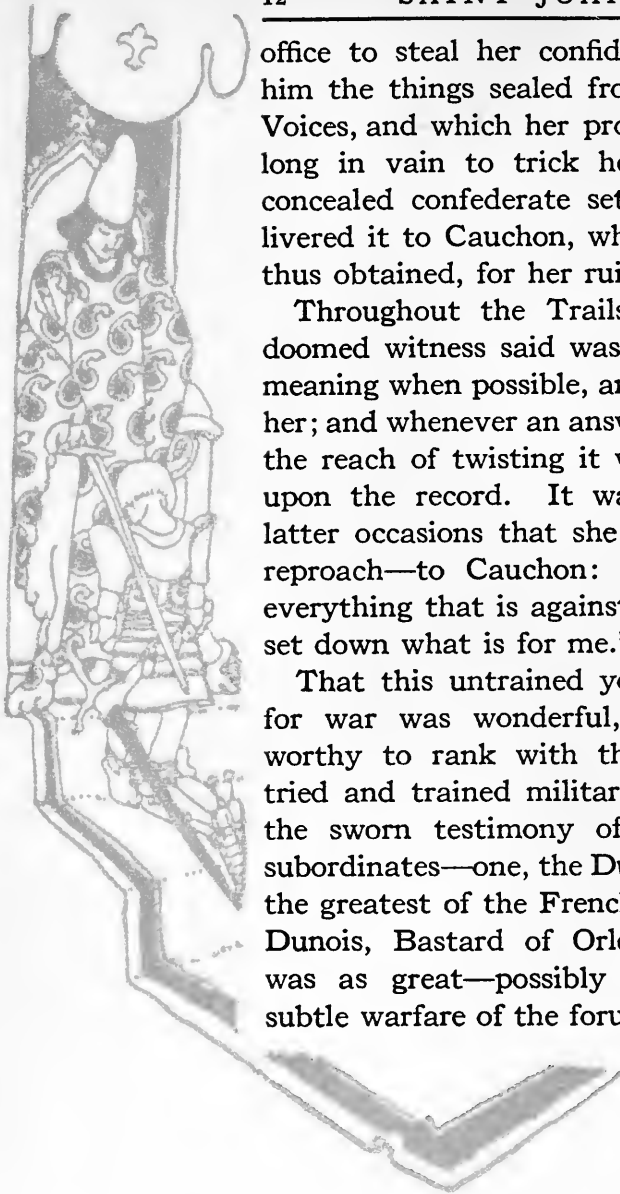 12 SAINT JOA
office to steal her confid
him the things sealed fro
Voices, and which her pro
long in vain to trick he
concealed confederate set
livered it to Cauchon, wh
thus obtained, for her rui
Throughout the Trails
doomed witness said was
meaning when possible, an
her; and whenever an answ
the reach of twisting it v
upon the record. It wa
latter occasions that she
reproach—to Cauchon:
everything that is against
set down what is for me.'
That this untrained yo
for war was wonderful,
worthy to rank with th
tried and trained militar
the sworn testimony of
subordinates—one, the Du
the greatest of the French
Dunois, Bastard of Orle
was as great—possibly
subtle warfare of the foru